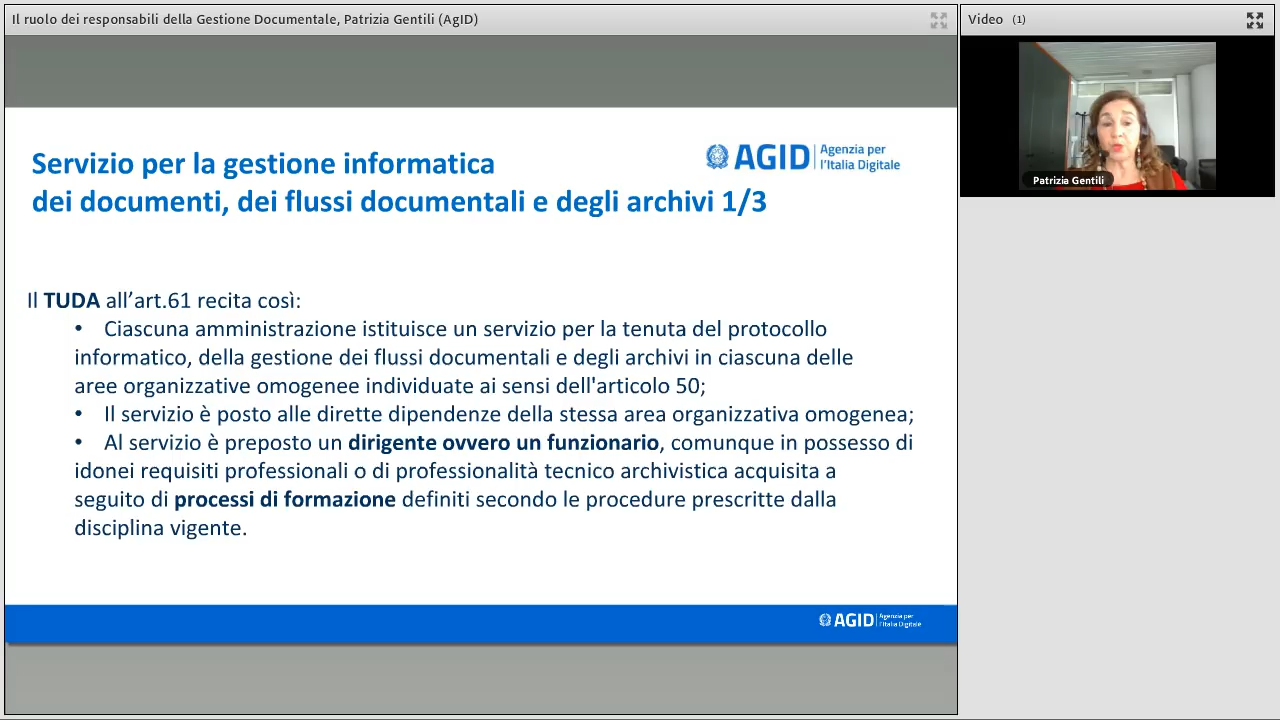 Il ruolo dei responsabili della Gestione Documentale, Patrizia Gentili (AgID)
Video (1)
Patrizia Gentili
Servizio per la gestione informatica
dei documenti, dei flussi documentali e degli archivi 1/3
AGID Agenzia per
l'Italia Digitale
Il TUDA all’art.61 recita così:
• Ciascuna amministrazione istituisce un servizio per la tenuta del protocollo
informatico, della gestione dei flussi documentali e degli archivi in ciascuna delle
aree organizzative omogenee individuate ai sensi dell'articolo 50;
• Il servizio è posto alle dirette dipendenze della stessa area organizzativa omogenea;
• Al servizio è preposto un dirigente ovvero un funzionario, comunque in possesso di
idonei requisiti professionali o di professionalità tecnico archivistica acquisita a
seguito di processi di formazione definiti secondo le procedure prescritte dalla
disciplina vigente.
AGID Agenzia per
l'Italia Digitale